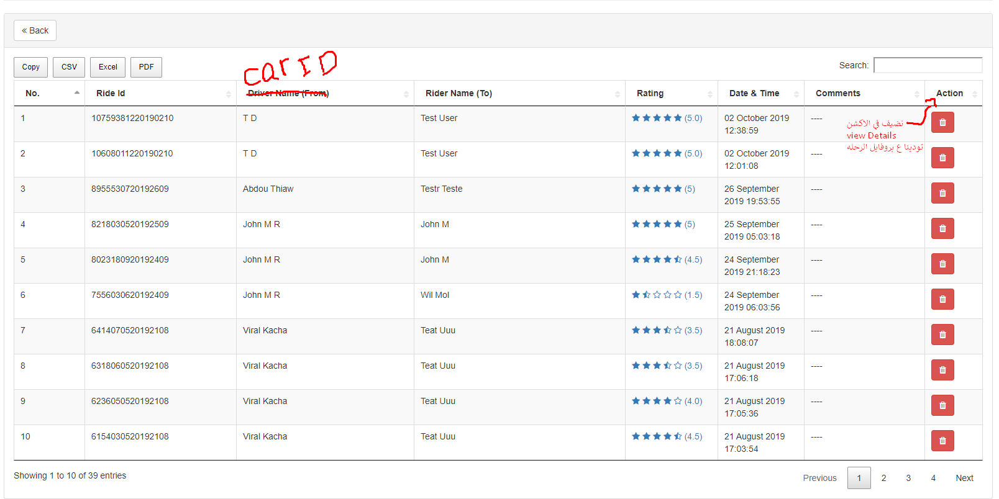 « Back
Copy CSV Excel PDF
Search:
car ID
No. Ride Id Driver Name (From) Rider Name (To) Rating Date & Time Comments Action
1 10759381220190210 T D Test User (5.0) 02 October 2019 12:38:59 ----
نضيف في الاكشن
view Details
تودينا ع بروفايل الرحله
2 10608011220190210 T D Test User (5.0) 02 October 2019 12:01:08 ----
3 8955530720192609 Abdou Thiaw Testr Teste (5) 26 September 2019 19:53:55 ----
4 8218030520192509 John M R John M (5) 25 September 2019 05:03:18 ----
5 8023180920192409 John M R John M (4.5) 24 September 2019 21:18:23 ----
6 7556030620192409 John M R Wil Mol (1.5) 24 September 2019 06:03:56 ----
7 6414070520192108 Viral Kacha Teat Uuu (3.5) 21 August 2019 18:08:07 ----
8 6318060520192108 Viral Kacha Teat Uuu (3.5) 21 August 2019 17:06:18 ----
9 6236050520192108 Viral Kacha Teat Uuu (4.0) 21 August 2019 17:05:36 ----
10 6154030520192108 Viral Kacha Teat Uuu (4.5) 21 August 2019 17:03:54 ----
Showing 1 to 10 of 39 entries
Previous 1 2 3 4 Next